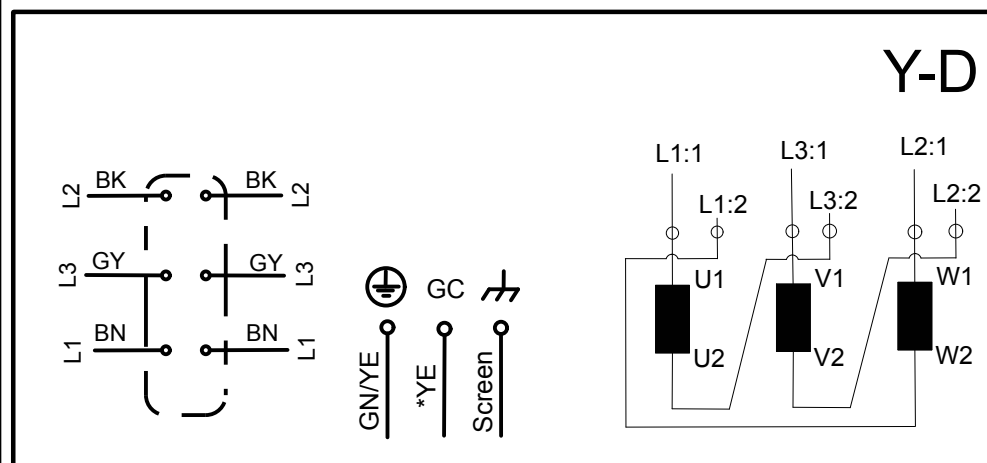 Y-D
L2 BK BK L2
L3 GY GY L3
L1 BN BN L1
GC
GN/YE *YE Screen
L1:1 L3:1 L2:1
L1:2 L3:2 L2:2
U1 V1 W1
U2 V2 W2